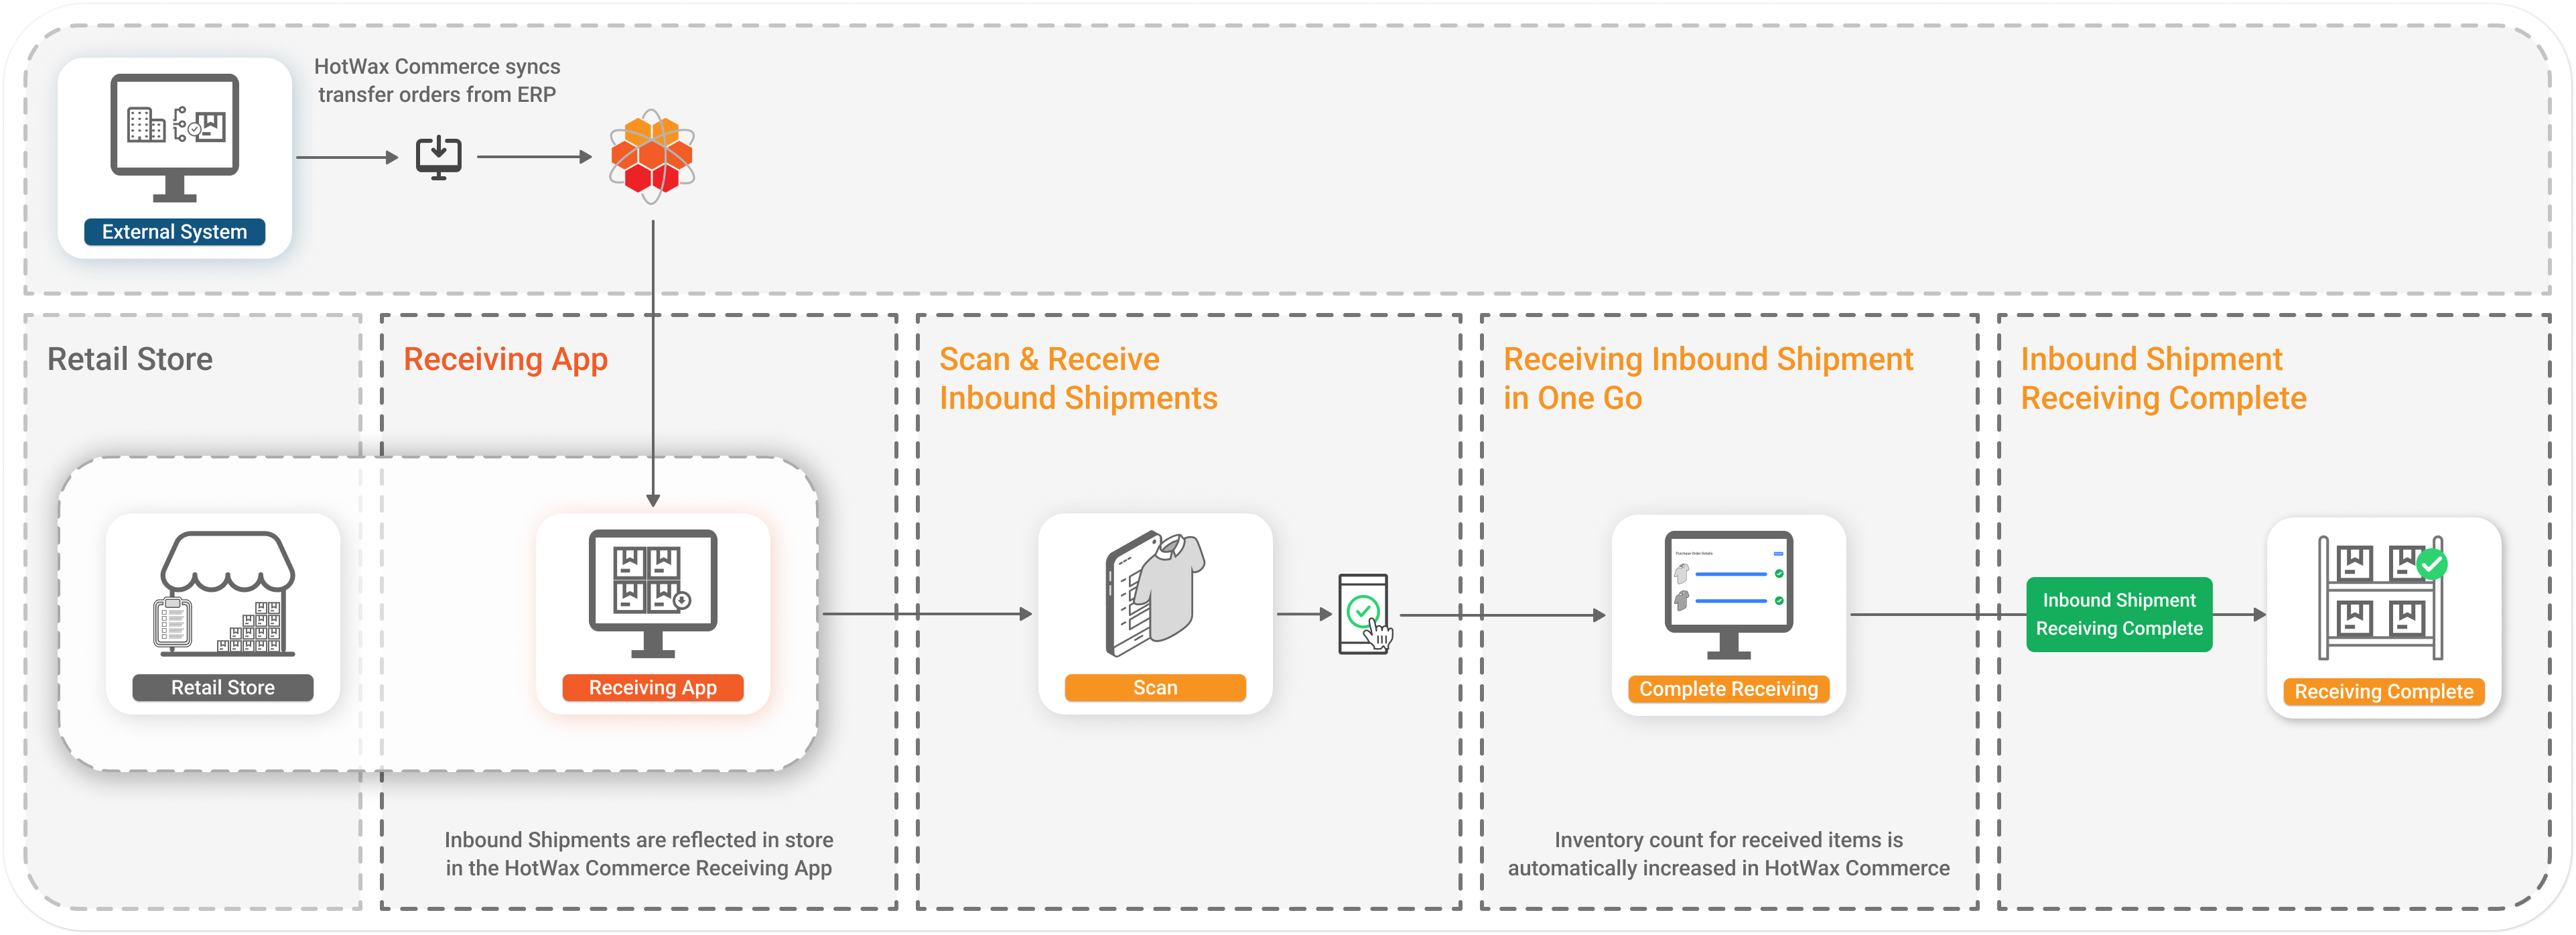 HotWax Commerce syncs
transfer orders from ERP
External System
Retail Store
Receiving App
Scan & Receive
Inbound Shipments
Receiving Inbound Shipment
in One Go
Inbound Shipment
Receiving Complete
Retail Store
Receiving App
Scan
Purchase Order Details
Complete Receiving
Inbound Shipment
Receiving Complete
Receiving Complete
Inbound Shipments are reflected in store
in the HotWax Commerce Receiving App
Inventory count for received items is
automatically increased in HotWax Commerce